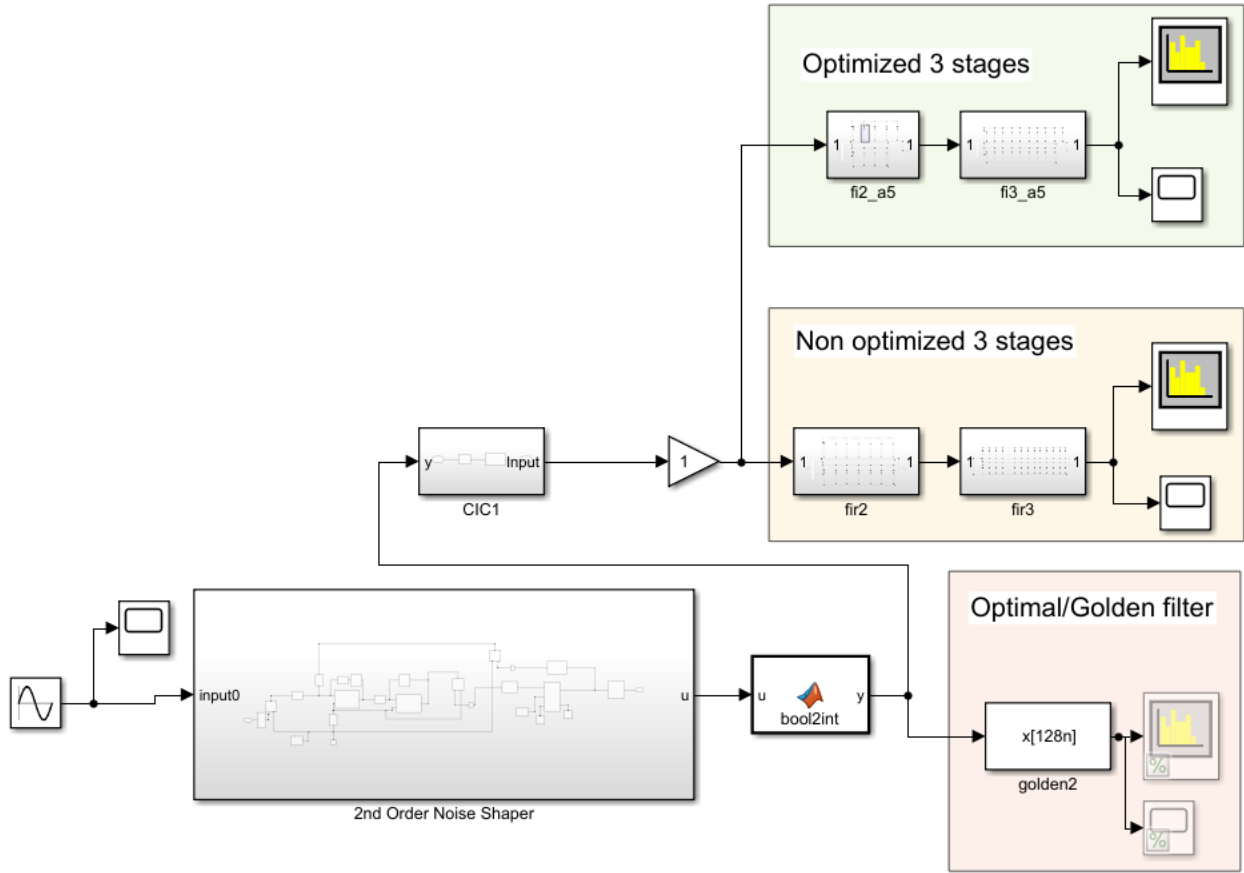 Optimized 3 stages
1 1
fi2_a5
1 1
fi3_a5
Non optimized 3 stages
y Input
CIC1
1
1 1
fir2
1 1
fir3
Optimal/Golden filter
input0 u
2nd Order Noise Shaper
u y
bool2int
x[128n]
golden2
%
%